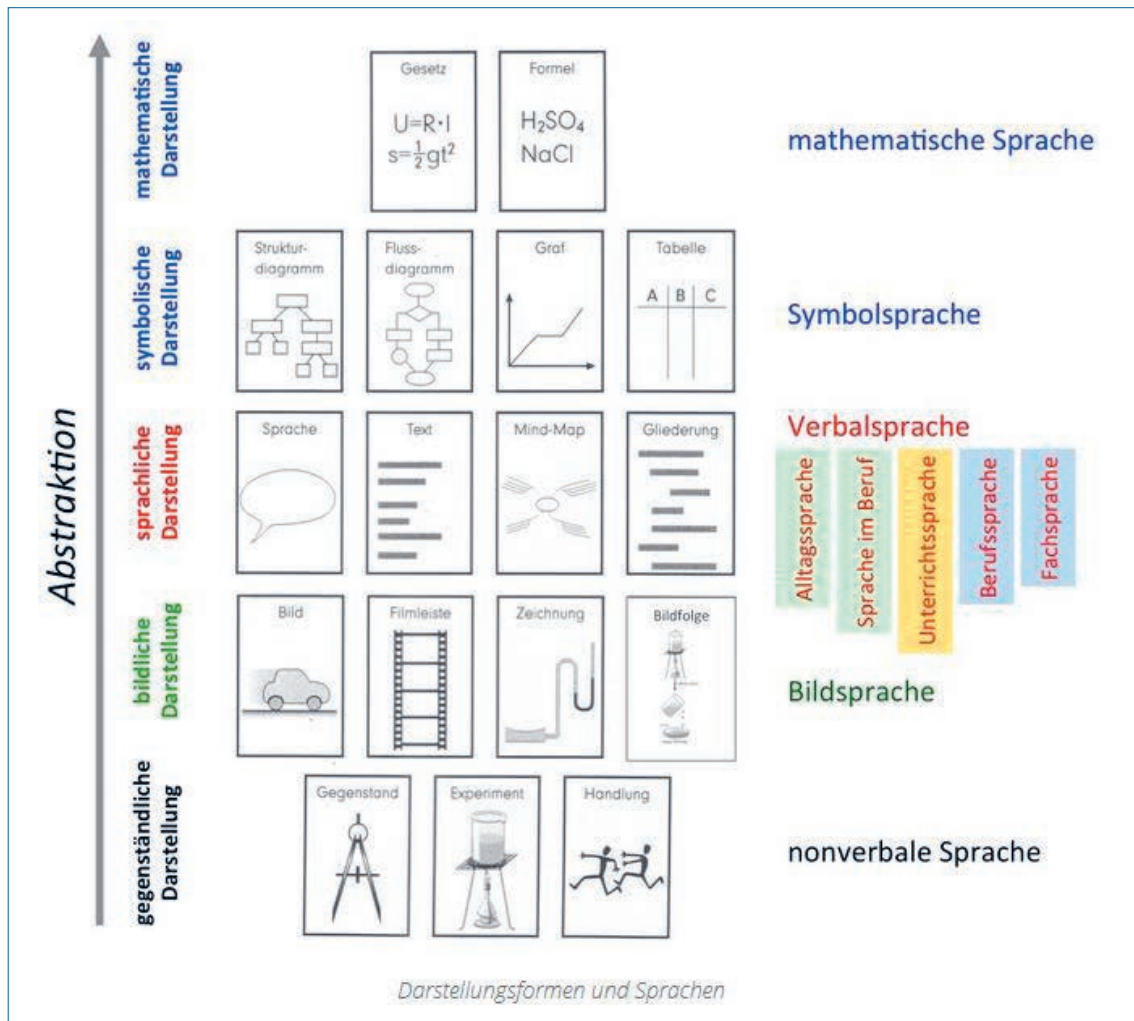 Abstraktion
mathematische
Darstellung
Gesetz
U=R·I
s=½gt²
Formel
H₂SO₄
NaCl
mathematische Sprache
symbolische
Darstellung
Struktur-
diagramm
Fluss-
diagramm
Graf
Tabelle
A B C
Symbolsprache
sprachliche
Darstellung
Sprache
Text
Mind-Map
Gliederung
Verbalsprache
Alltagssprache
Sprache im Beruf
Unterrichtssprache
Berufssprache
Fachsprache
bildliche
Darstellung
Bild
Filmleiste
Zeichnung
Bildfolge
Bildsprache
gegenständliche
Darstellung
Gegenstand
Experiment
Handlung
nonverbale Sprache
Darstellungsformen und Sprachen